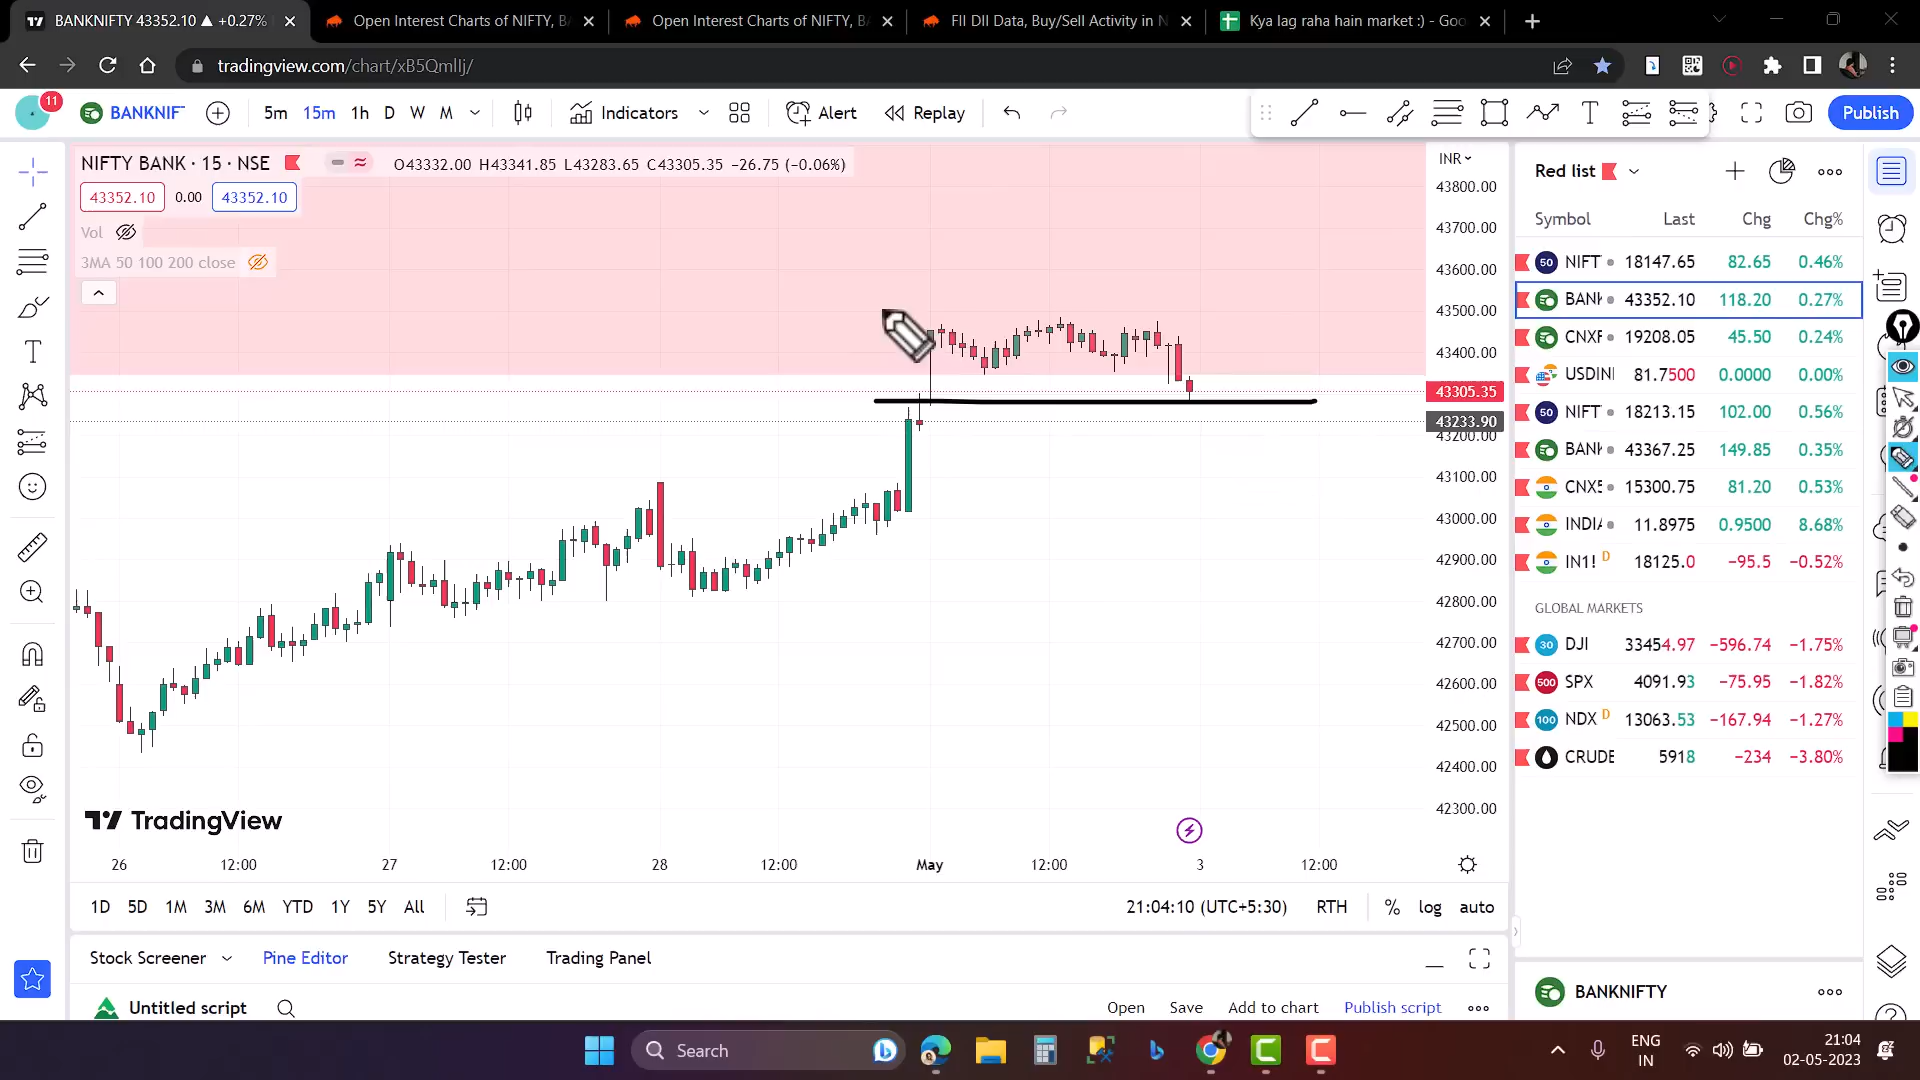 BANKNIFTY 43352.10 ▲ +0.27%
Open Interest Charts of NIFTY, B
Open Interest Charts of NIFTY, B
FII DII Data, Buy/Sell Activity in N
Kya lag raha hain market :) - Goo
tradingview.com/chart/xB5QmIIj/
11
BANKNIF
5m 15m 1h D W M
Indicators
Alert
Replay
Publish
NIFTY BANK · 15 · NSE
O43332.00 H43341.85 L43283.65 C43305.35 −26.75 (−0.06%)
43352.10 0.00 43352.10
Vol
3MA 50 100 200 close
INR
43800.00
43700.00
43600.00
43500.00
43400.00
43305.35
43233.90
43200.00
43100.00
43000.00
42900.00
42800.00
42700.00
42600.00
42500.00
42400.00
42300.00
TradingView
26 12:00 27 12:00 28 12:00 May 12:00 3 12:00
1D 5D 1M 3M 6M YTD 1Y 5Y All
21:04:10 (UTC+5:30) RTH % log auto
Stock Screener Pine Editor Strategy Tester Trading Panel
Untitled script
Open Save Add to chart Publish script
Red list
Symbol Last Chg Chg%
50 NIFT 18147.65 82.65 0.46%
BANK 43352.10 118.20 0.27%
CNXF 19208.05 45.50 0.24%
USDINI 81.7500 0.0000 0.00%
50 NIFT 18213.15 102.00 0.56%
BANK 43367.25 149.85 0.35%
CNX5 15300.75 81.20 0.53%
INDIA 11.8975 0.9500 8.68%
IN1! D 18125.0 −95.5 −0.52%
GLOBAL MARKETS
30 DJI 33454.97 −596.74 −1.75%
500 SPX 4091.93 −75.95 −1.82%
100 NDX D 13063.53 −167.94 −1.27%
CRUDE 5918 −234 −3.80%
BANKNIFTY
Search
ENG
IN
21:04
02-05-2023